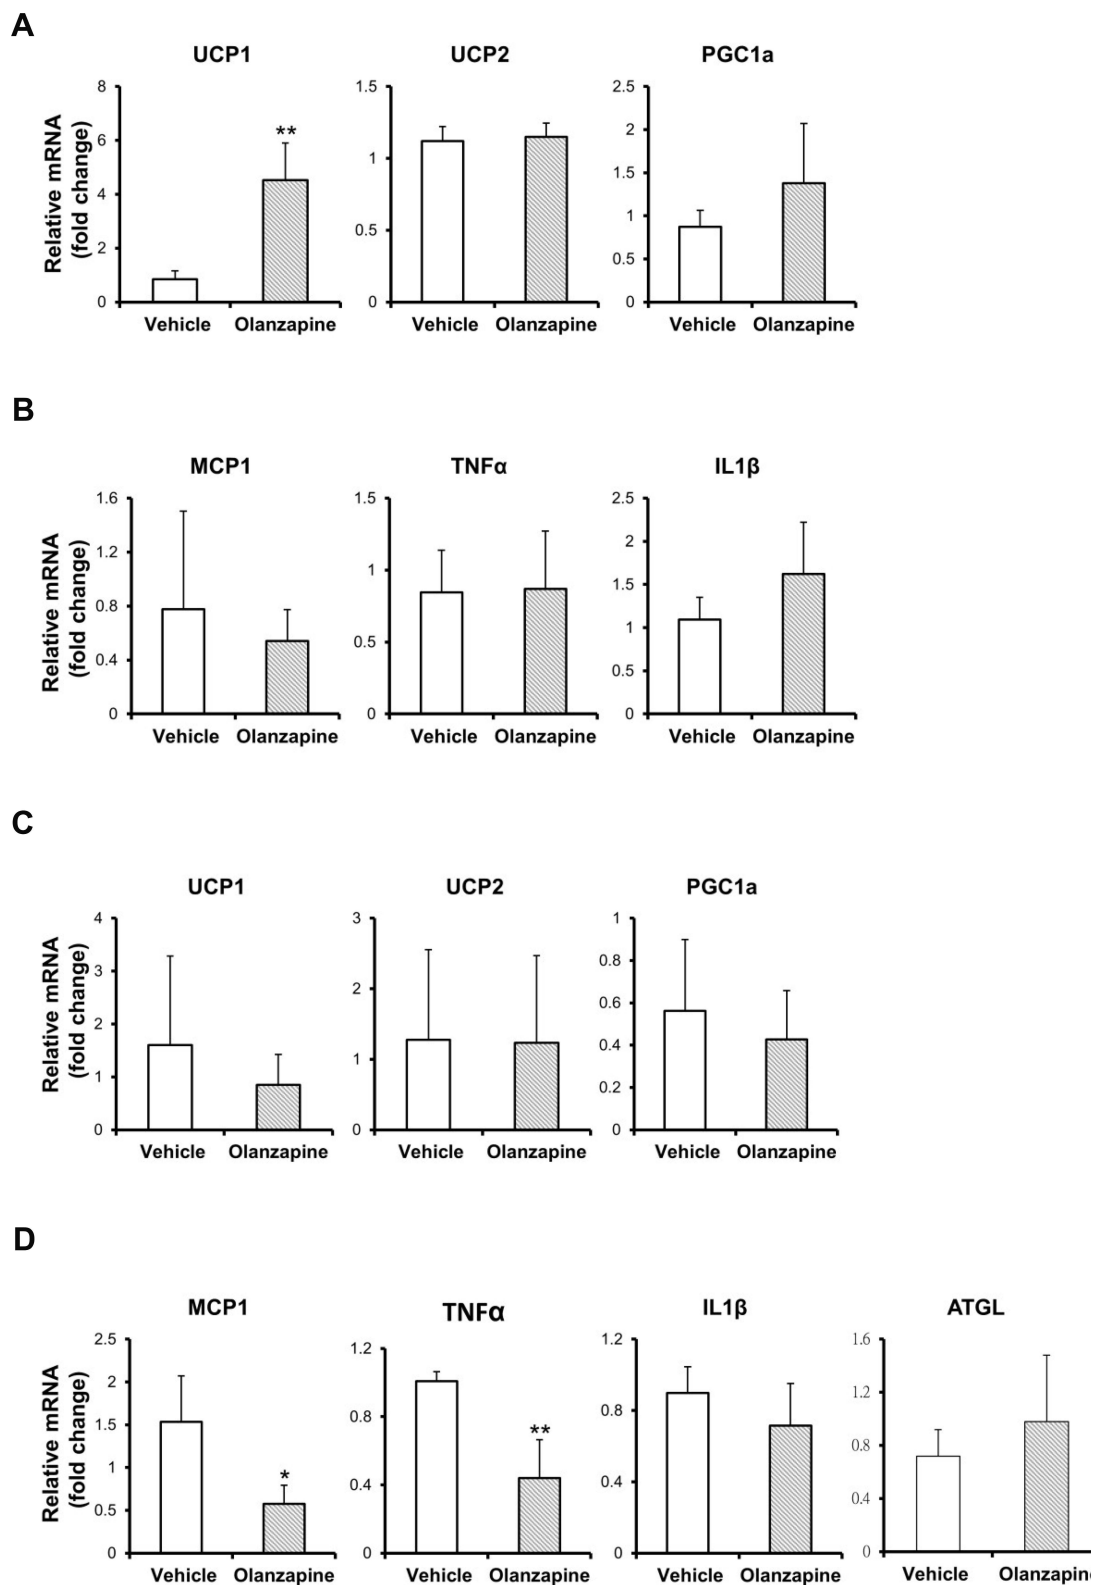 A
UCP1 UCP2 PGC1a
Relative mRNA
(fold change)
8
6
4
2
0
**
Vehicle Olanzapine
1.5
1
0.5
0
Vehicle Olanzapine
2.5
2
1.5
1
0.5
0
Vehicle Olanzapine
B
MCP1 TNFα IL1β
Relative mRNA
(fold change)
1.6
1.2
0.8
0.4
0
Vehicle Olanzapine
1.5
1
0.5
0
Vehicle Olanzapine
2.5
2
1.5
1
0.5
0
Vehicle Olanzapine
C
UCP1 UCP2 PGC1a
Relative mRNA
(fold change)
4
3
2
1
0
Vehicle Olanzapine
3
2
1
0
Vehicle Olanzapine
1
0.8
0.6
0.4
0.2
0
Vehicle Olanzapine
D
MCP1 TNFα IL1β ATGL
Relative mRNA
(fold change)
2.5
2
1.5
1
0.5
0
*
Vehicle Olanzapine
1.2
0.8
0.4
0
**
Vehicle Olanzapine
1.2
0.8
0.4
0
Vehicle Olanzapine
1.6
1.2
0.8
0.4
0
Vehicle Olanzapine